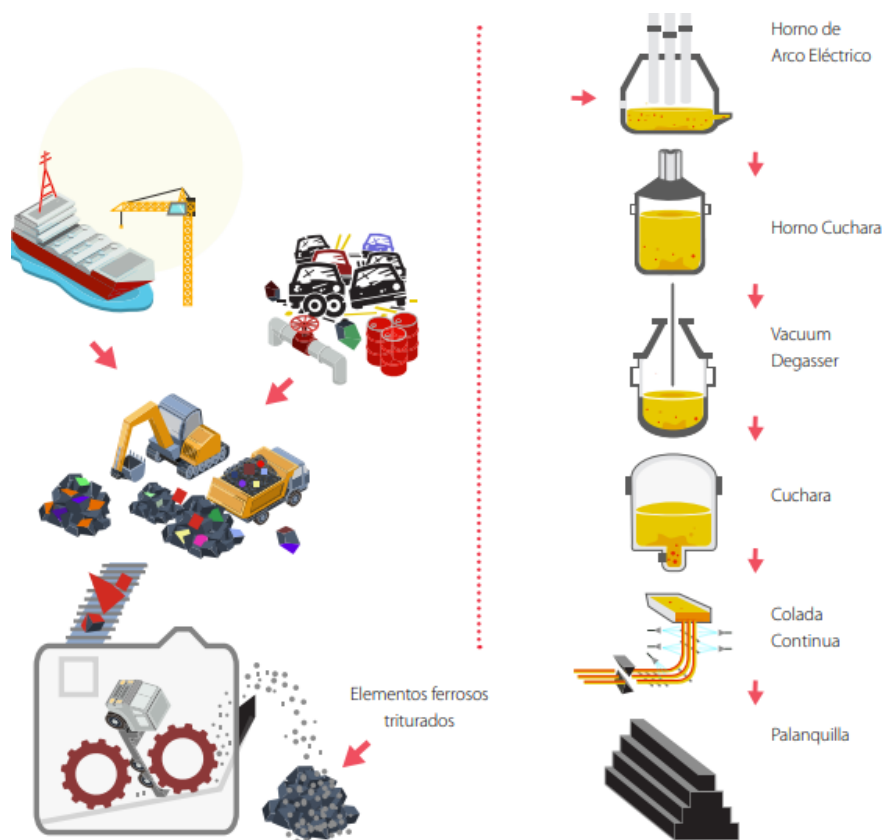 Horno de
Arco Eléctrico
Horno Cuchara
Vacuum
Degasser
Cuchara
Colada
Continua
Elementos ferrosos
triturados
Palanquilla